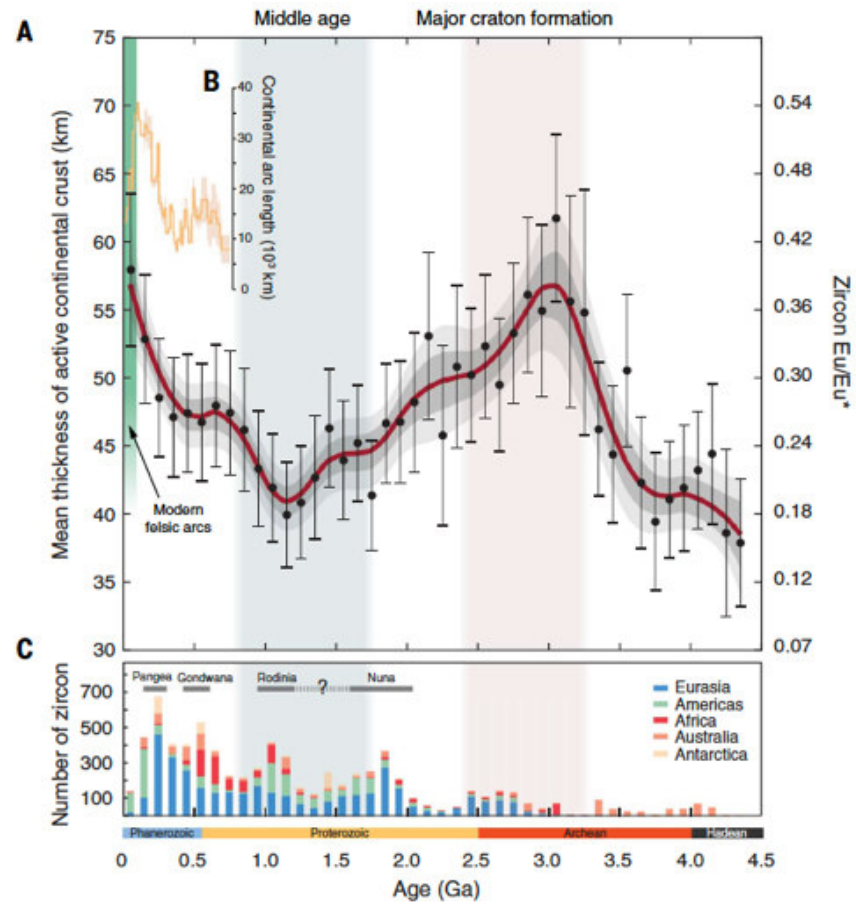 Middle age Major craton formation
A
75
70
65
60
55
50
45
40
35
30
Mean thickness of active continental crust (km)
B
40
30
20
10
0
Continental arc length (10³ km)
Modern
felsic arcs
0.54
0.48
0.42
0.36
0.30
0.24
0.18
0.12
0.07
Zircon Eu/Eu*
C
700
500
300
100
Number of zircon
Pangea Gondwana Rodinia ? Nuna
Eurasia
Americas
Africa
Australia
Antarctica
Phanerozoic Proterozoic Archean Hadean
0 0.5 1.0 1.5 2.0 2.5 3.0 3.5 4.0 4.5
Age (Ga)